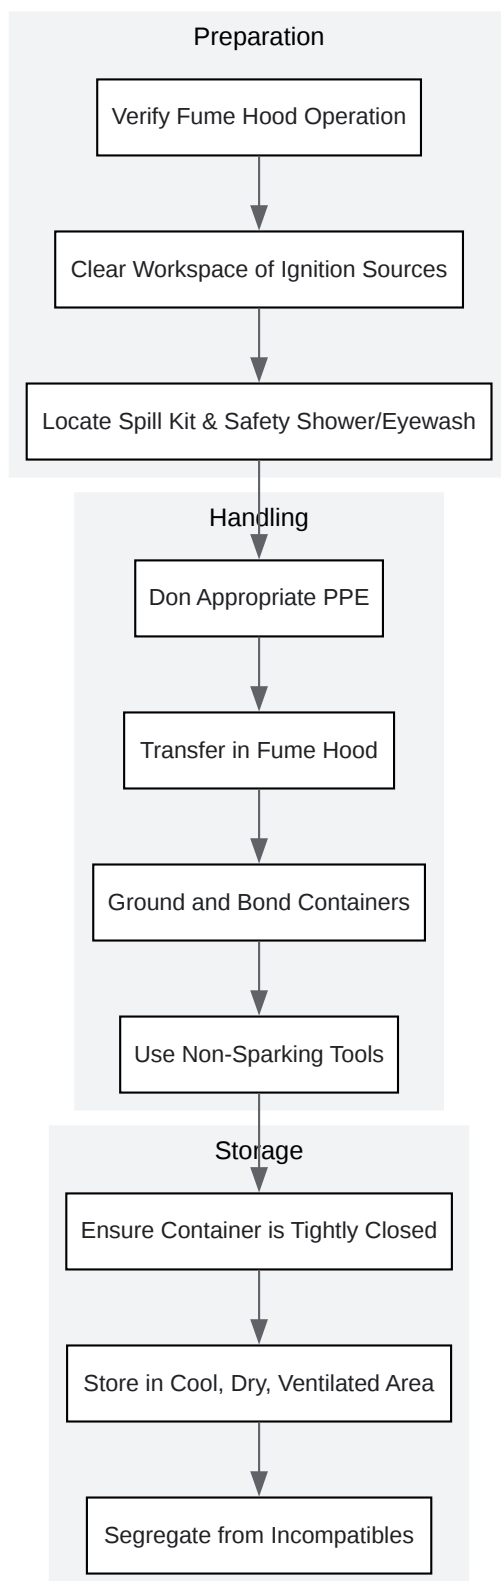 Preparation
Verify Fume Hood Operation
Clear Workspace of Ignition Sources
Locate Spill Kit & Safety Shower/Eyewash
Handling
Don Appropriate PPE
Transfer in Fume Hood
Ground and Bond Containers
Use Non-Sparking Tools
Storage
Ensure Container is Tightly Closed
Store in Cool, Dry, Ventilated Area
Segregate from Incompatibles